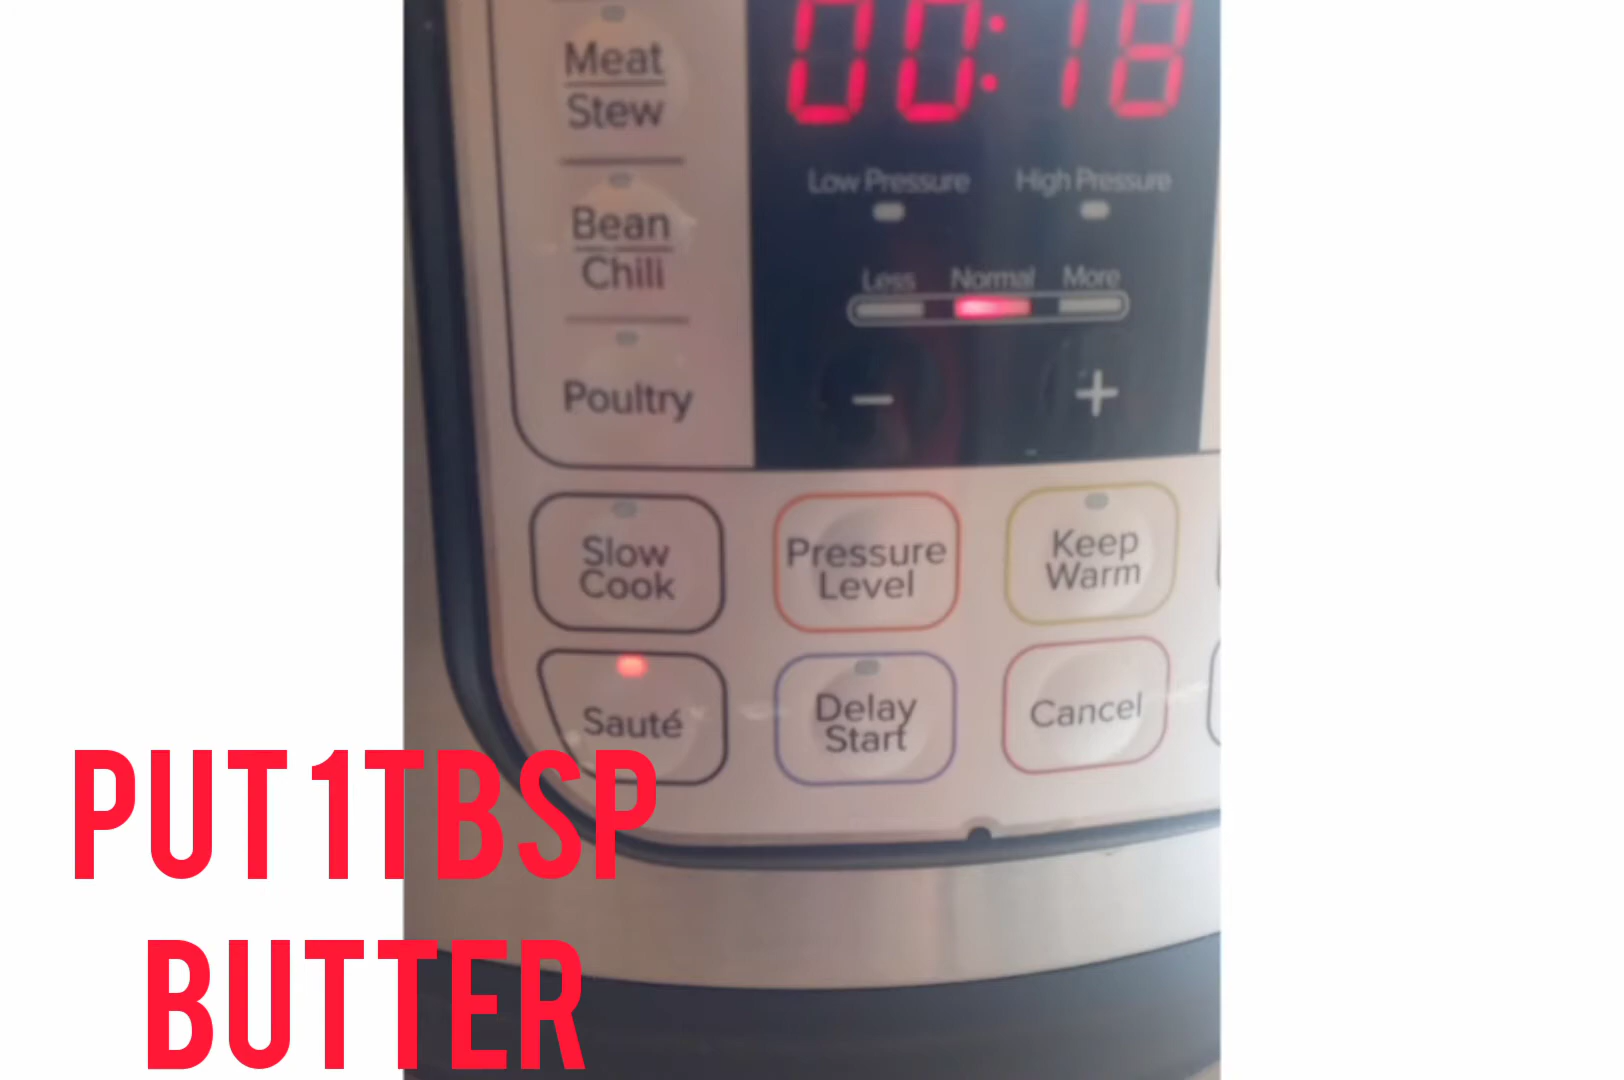 Meat
Stew
Bean
Chili
Poultry
00:18
Low Pressure High Pressure
Less Normal More
- +
Slow
Cook
Pressure
Level
Keep
Warm
Sauté
Delay
Start
Cancel
PUT 1TBSP
BUTTER